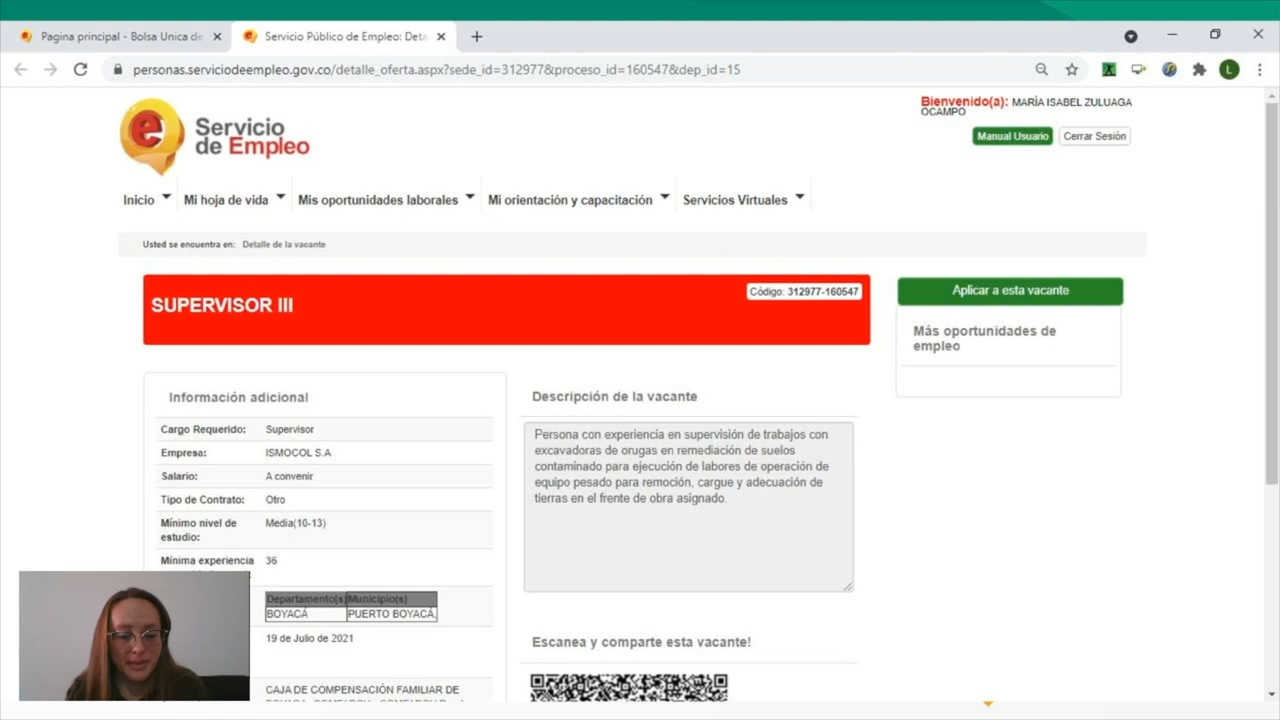 Pagina principal - Bolsa Unica de
Servicio Público de Empleo: Deta
personas.serviciodeempleo.gov.co/detalle_oferta.aspx?sede_id=312977&proceso_id=160547&dep_id=15
L
Bienvenido(a): MARÍA ISABEL ZULUAGA
OCAMPO
Manual Usuario Cerrar Sesión
e
Servicio
de Empleo
Inicio Mi hoja de vida Mis oportunidades laborales Mi orientación y capacitación Servicios Virtuales
Usted se encuentra en: Detalle de la vacante
SUPERVISOR III
Código: 312977-160547
Aplicar a esta vacante
Más oportunidades de
empleo
Información adicional
Cargo Requerido: Supervisor
Empresa: ISMOCOL S.A
Salario: A convenir
Tipo de Contrato: Otro
Mínimo nivel de
estudio:
Media(10-13)
Mínima experiencia 36
Departamento(s) Municipio(s)
BOYACÁ PUERTO BOYACÁ,
19 de Julio de 2021
CAJA DE COMPENSACIÓN FAMILIAR DE
Descripción de la vacante
Persona con experiencia en supervisión de trabajos con
excavadoras de orugas en remediación de suelos
contaminado para ejecución de labores de operación de
equipo pesado para remoción, cargue y adecuación de
tierras en el frente de obra asignado.
Escanea y comparte esta vacante!